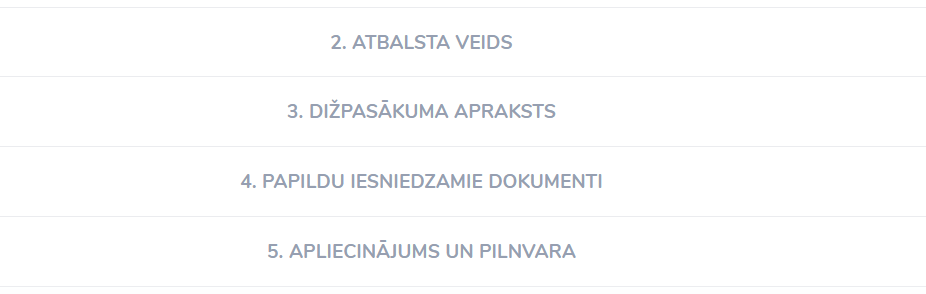 2. ATBALSTA VEIDS
3. DIŽPASĀKUMA APRAKSTS
4. PAPILDU IESNIEDZAMIE DOKUMENTI
5. APLIECINĀJUMS UN PILNVARA